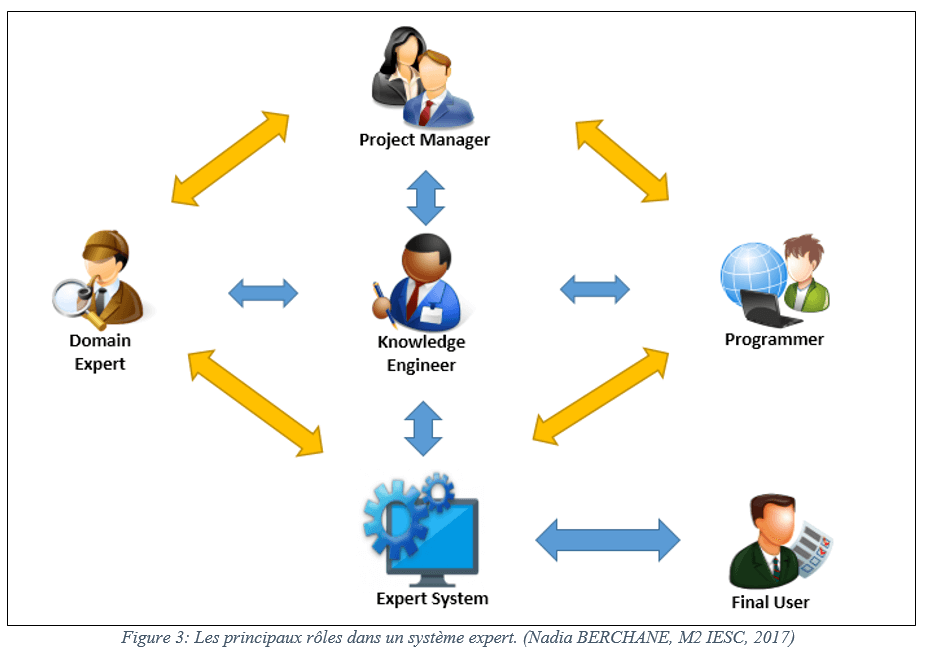 Project Manager
Domain
Expert
Knowledge
Engineer
Programmer
Expert System
Final User
Figure 3: Les principaux rôles dans un système expert. (Nadia BERCHANE, M2 IESC, 2017)